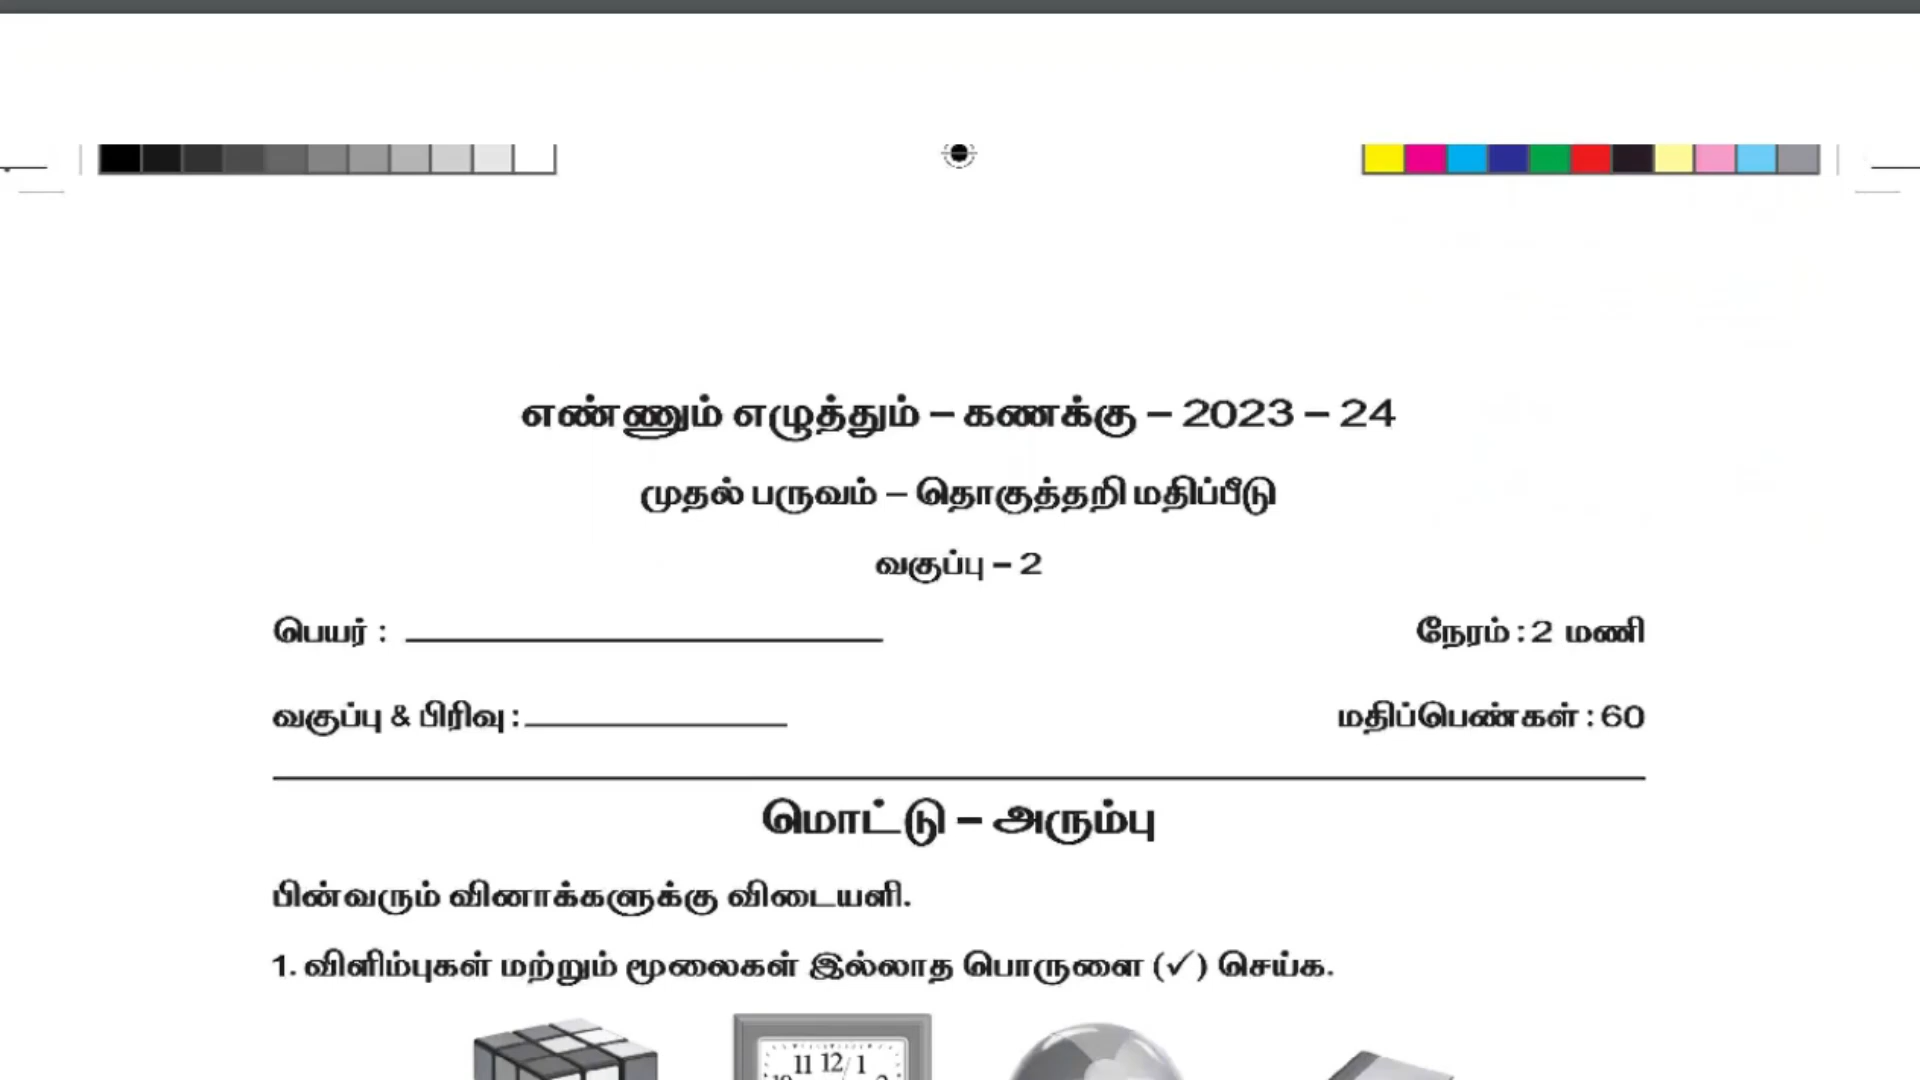 எண்ணும் எழுத்தும் – கணக்கு – 2023 – 24
முதல் பருவம் – தொகுத்தறி மதிப்பீடு
வகுப்பு – 2
பெயர் : நேரம் : 2 மணி
வகுப்பு & பிரிவு : மதிப்பெண்கள் : 60
மொட்டு – அரும்பு
பின்வரும் வினாக்களுக்கு விடையளி.
1. விளிம்புகள் மற்றும் மூலைகள் இல்லாத பொருளை (✓) செய்க.
11 12 1